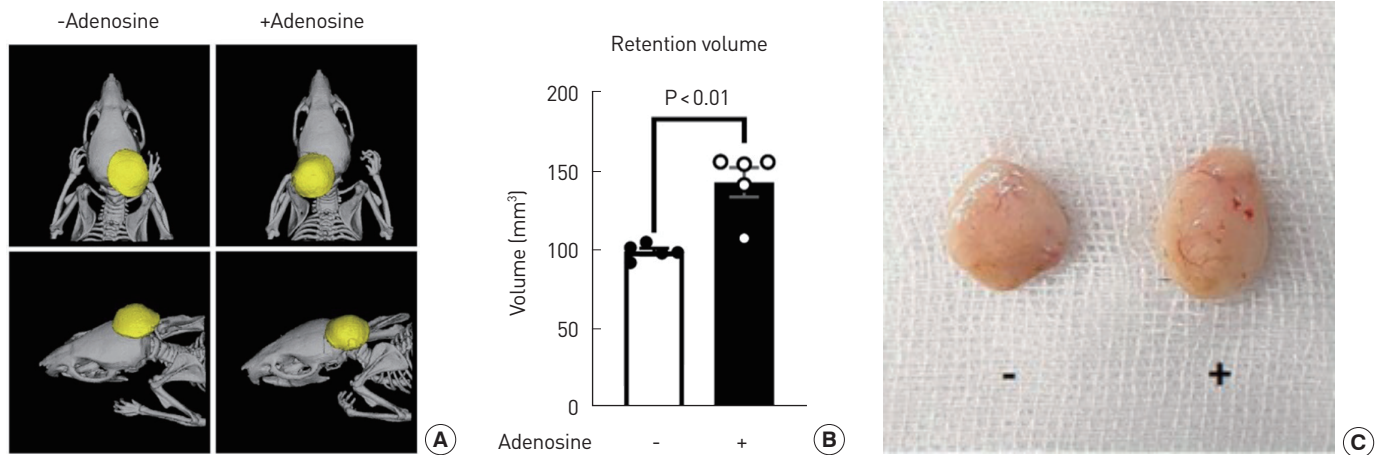 -Adenosine
+Adenosine
A
Retention volume
P < 0.01
Volume (mm³)
200
150
100
50
0
Adenosine - +
B
- +
C